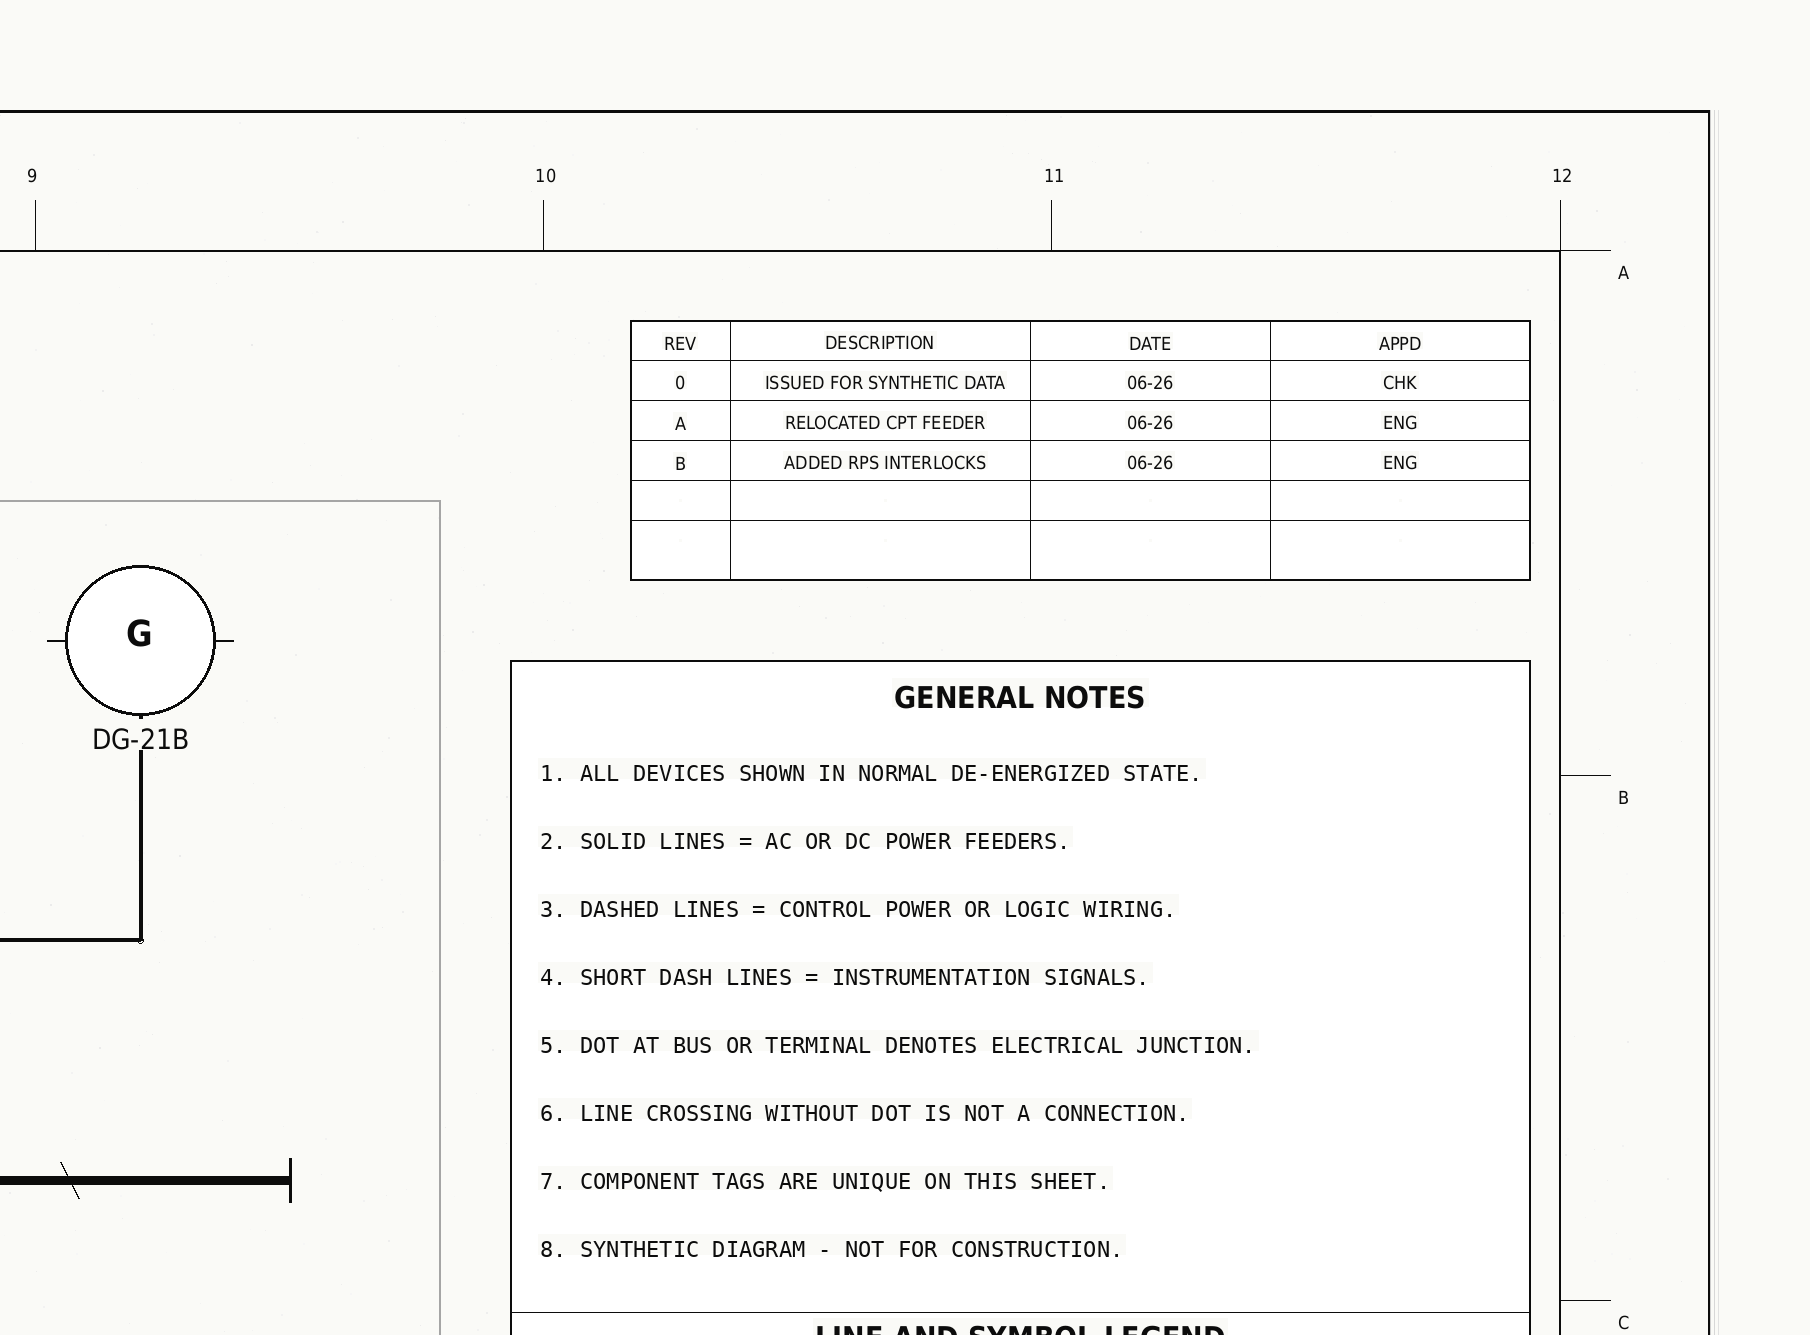 9 10 11 12
A
REV DESCRIPTION DATE APPD
0 ISSUED FOR SYNTHETIC DATA 06-26 CHK
A RELOCATED CPT FEEDER 06-26 ENG
B ADDED RPS INTERLOCKS 06-26 ENG
G
DG-21B
GENERAL NOTES
1. ALL DEVICES SHOWN IN NORMAL DE-ENERGIZED STATE.
B
2. SOLID LINES = AC OR DC POWER FEEDERS.
3. DASHED LINES = CONTROL POWER OR LOGIC WIRING.
4. SHORT DASH LINES = INSTRUMENTATION SIGNALS.
5. DOT AT BUS OR TERMINAL DENOTES ELECTRICAL JUNCTION.
6. LINE CROSSING WITHOUT DOT IS NOT A CONNECTION.
7. COMPONENT TAGS ARE UNIQUE ON THIS SHEET.
8. SYNTHETIC DIAGRAM - NOT FOR CONSTRUCTION.
C
LINE AND SYMBOL LEGEND